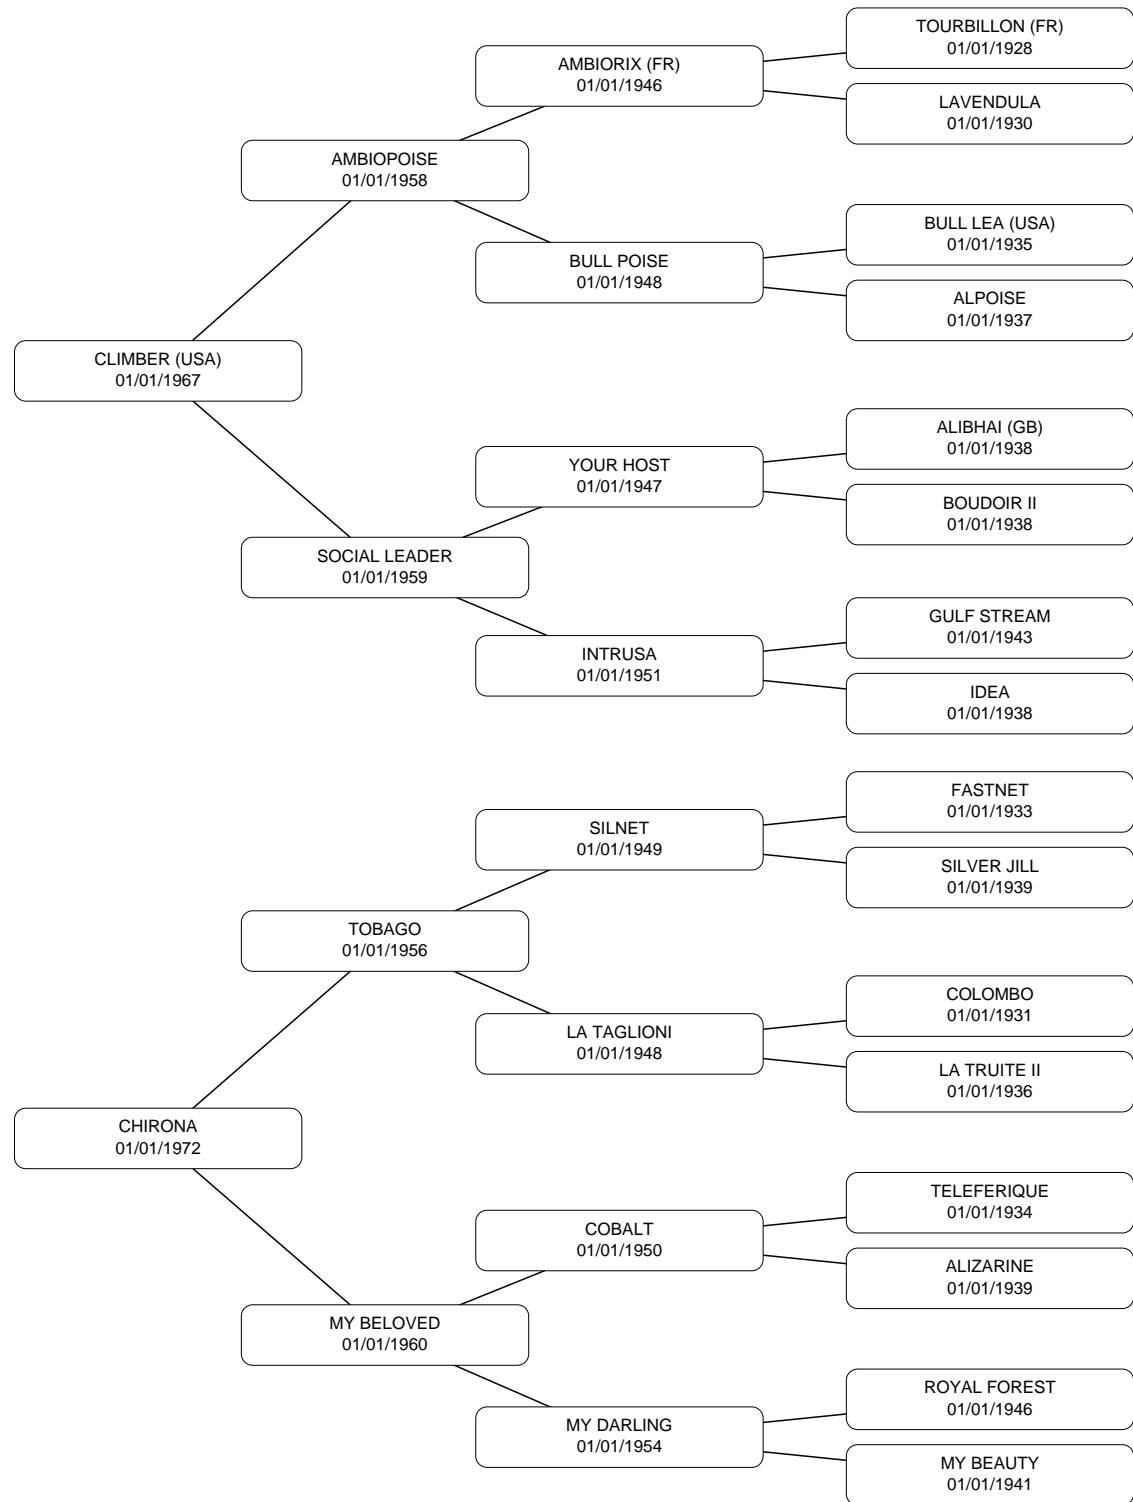 TOURBILLON (FR)
01/01/1928
AMBIORIX (FR)
01/01/1946
LAVENDULA
01/01/1930
AMBIOPOISE
01/01/1958
BULL LEA (USA)
01/01/1935
BULL POISE
01/01/1948
ALPOISE
01/01/1937
CLIMBER (USA)
01/01/1967
ALIBHAI (GB)
01/01/1938
YOUR HOST
01/01/1947
BOUDOIR II
01/01/1938
SOCIAL LEADER
01/01/1959
GULF STREAM
01/01/1943
INTRUSA
01/01/1951
IDEA
01/01/1938
FASTNET
01/01/1933
SILNET
01/01/1949
SILVER JILL
01/01/1939
TOBAGO
01/01/1956
COLOMBO
01/01/1931
LA TAGLIONI
01/01/1948
LA TRUITE II
01/01/1936
CHIRONA
01/01/1972
TELEFERIQUE
01/01/1934
COBALT
01/01/1950
ALIZARINE
01/01/1939
MY BELOVED
01/01/1960
ROYAL FOREST
01/01/1946
MY DARLING
01/01/1954
MY BEAUTY
01/01/1941